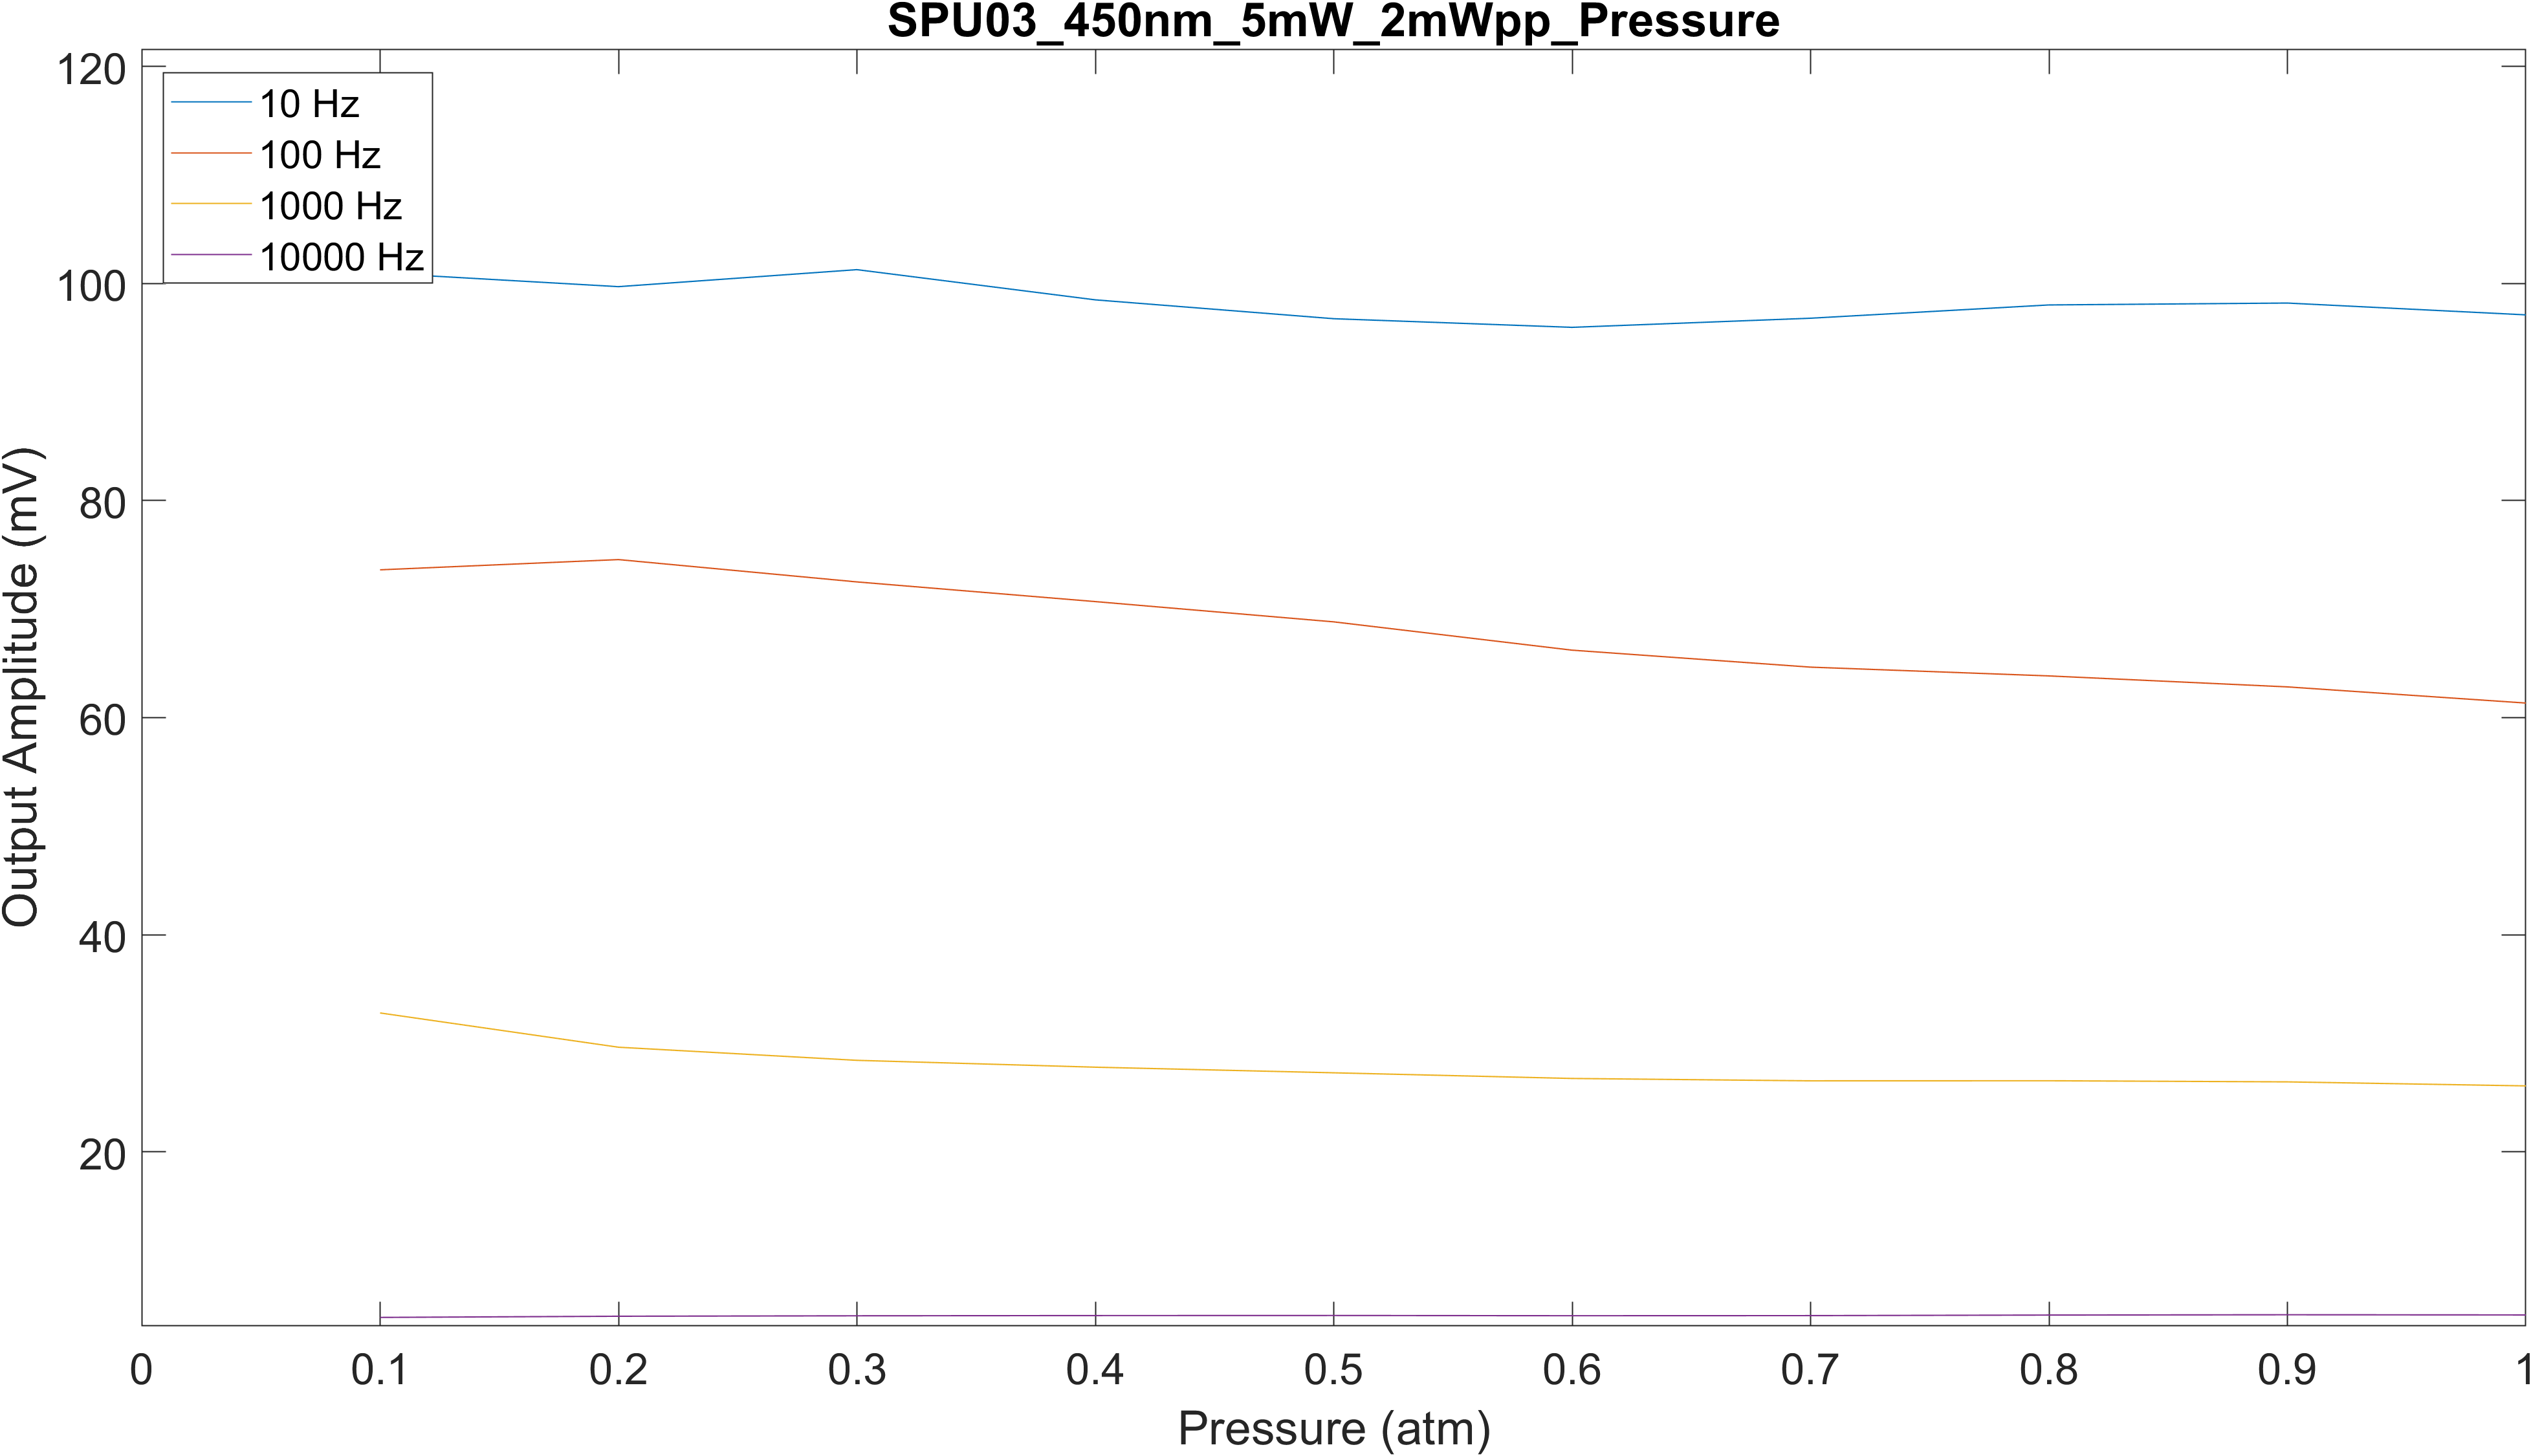 SPU03_450nm_5mW_2mWpp_Pressure
10 Hz
100 Hz
1000 Hz
10000 Hz
120
100
80
60
40
20
Output Amplitude (mV)
0 0.1 0.2 0.3 0.4 0.5 0.6 0.7 0.8 0.9 1
Pressure (atm)